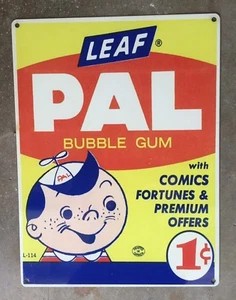 LEAF ®
PAL
BUBBLE GUM
with
COMICS
FORTUNES &
PREMIUM
OFFERS
PAL
L-114
1¢